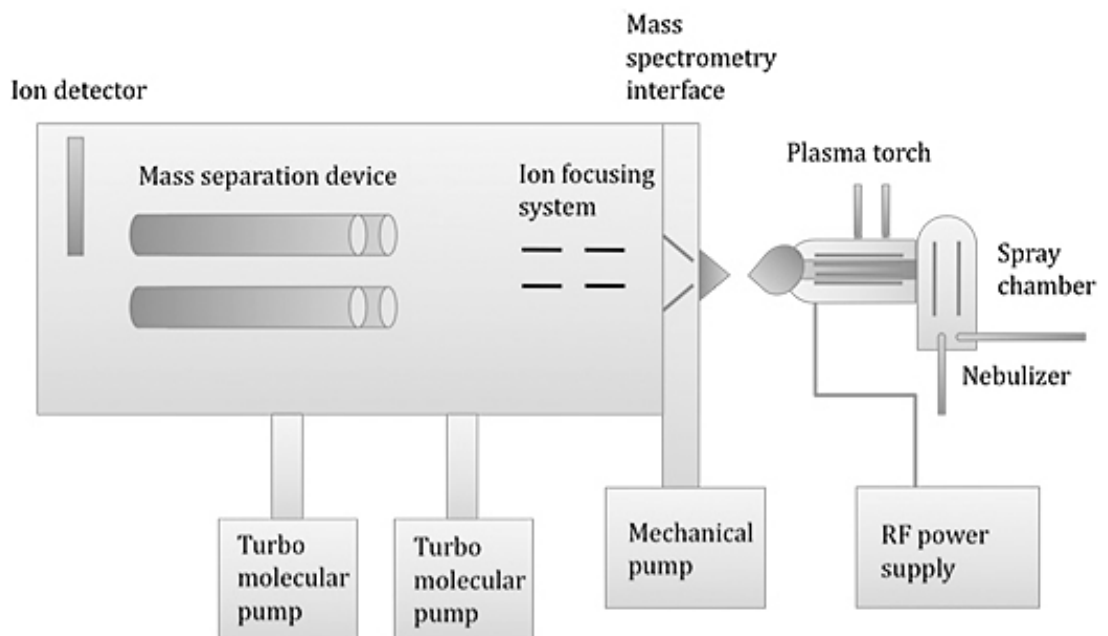 Mass
spectrometry
interface
Ion detector
Plasma torch
Mass separation device
Ion focusing
system
Spray
chamber
Nebulizer
Turbo
molecular
pump
Turbo
molecular
pump
Mechanical
pump
RF power
supply